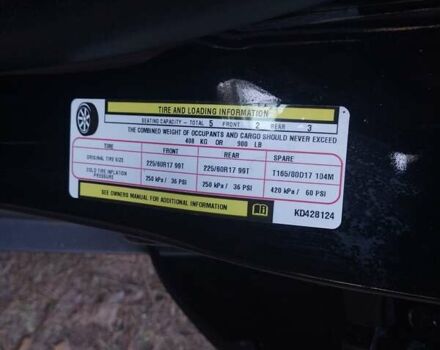 TIRE AND LOADING INFORMATION
SEATING CAPACITY - TOTAL 5 FRONT 2 REAR 3
THE COMBINED WEIGHT OF OCCUPANTS AND CARGO SHOULD NEVER EXCEED
408 KG OR 900 LB
TIRE FRONT REAR SPARE
ORIGINAL TIRE SIZE 225/60R17 99T 225/60R17 99T T165/80D17 104M
COLD TIRE INFLATION PRESSURE 250 kPa / 36 PSI 250 kPa / 36 PSI 420 kPa / 60 PSI
SEE OWNERS MANUAL FOR ADDITIONAL INFORMATION
KD428124